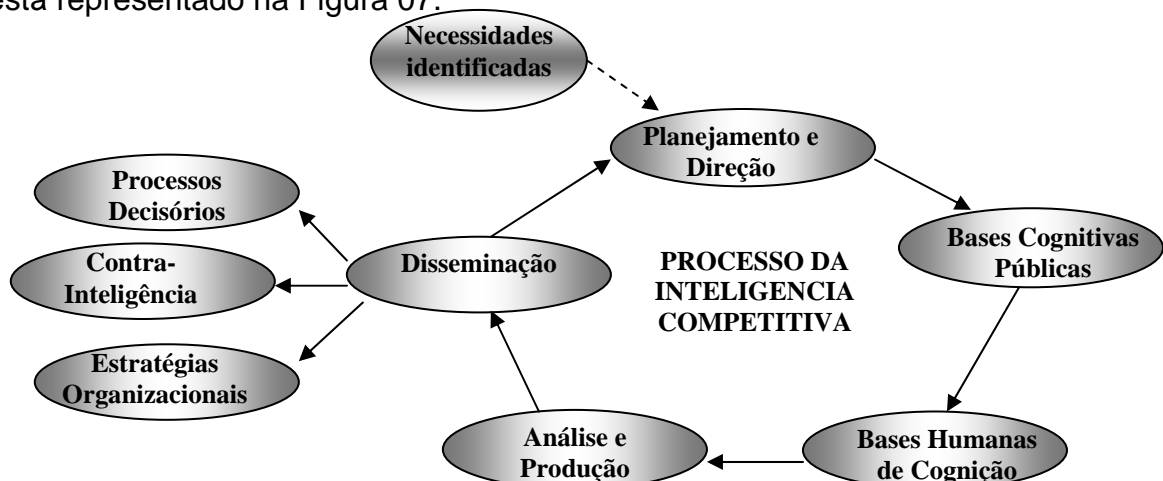 está representado na Figura 07.
Necessidades
identificadas
Planejamento e
Direção
Processos
Decisórios
Bases Cognitivas
Públicas
Contra-
Inteligência
Disseminação
PROCESSO DA
INTELIGENCIA
COMPETITIVA
Estratégias
Organizacionais
Análise e
Produção
Bases Humanas
de Cognição